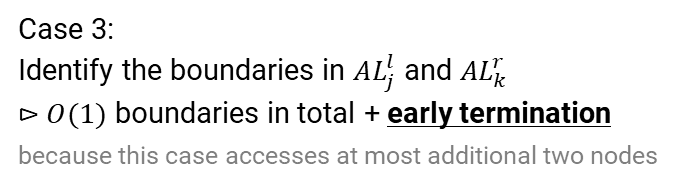 Case 3:
Identify the boundaries in $AL_j^l$ and $AL_k^r$
⊳ $O(1)$ boundaries in total + early termination
because this case accesses at most additional two nodes